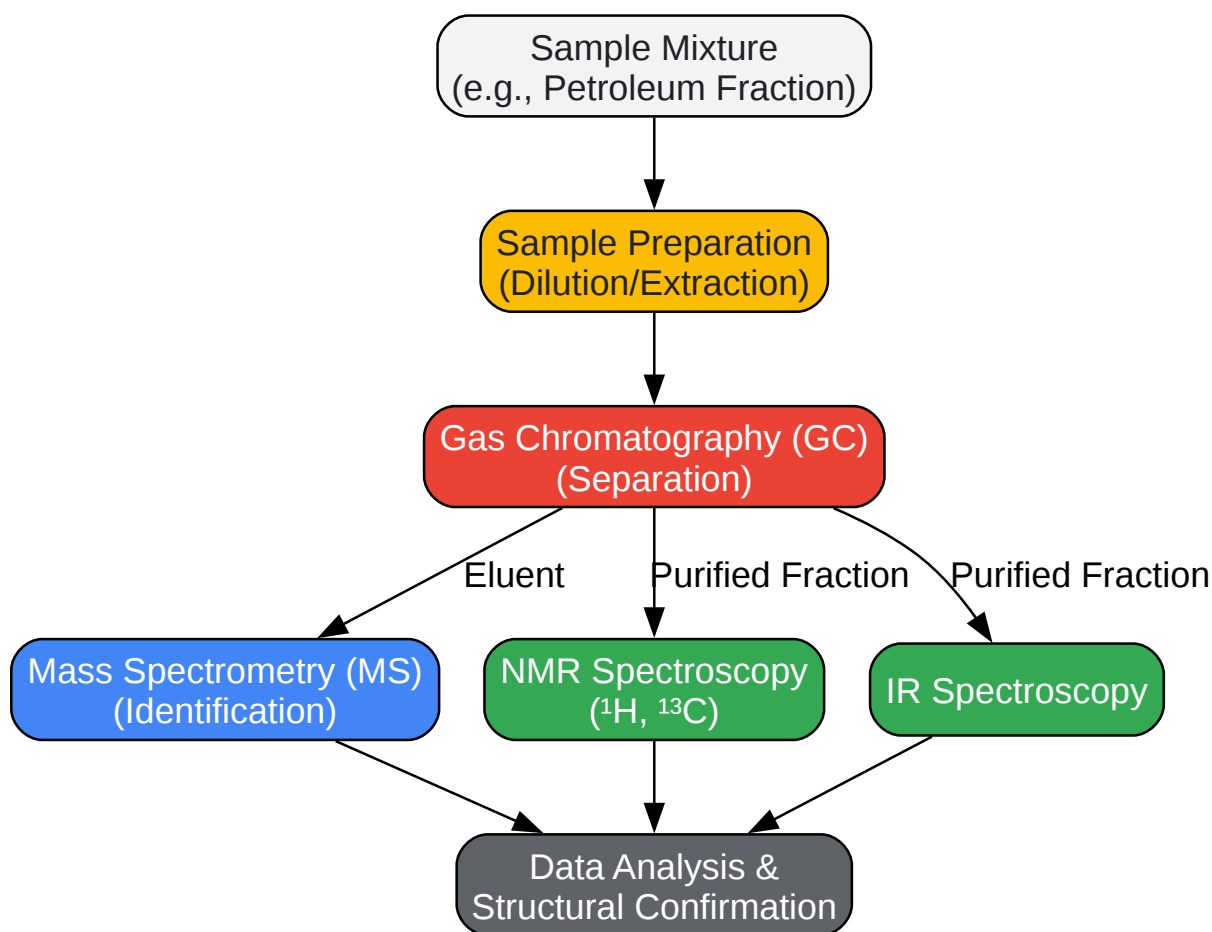 Sample Mixture
(e.g., Petroleum Fraction)
Sample Preparation
(Dilution/Extraction)
Gas Chromatography (GC)
(Separation)
Eluent
Purified Fraction
Purified Fraction
Mass Spectrometry (MS)
(Identification)
NMR Spectroscopy
(¹H, ¹³C)
IR Spectroscopy
Data Analysis &
Structural Confirmation